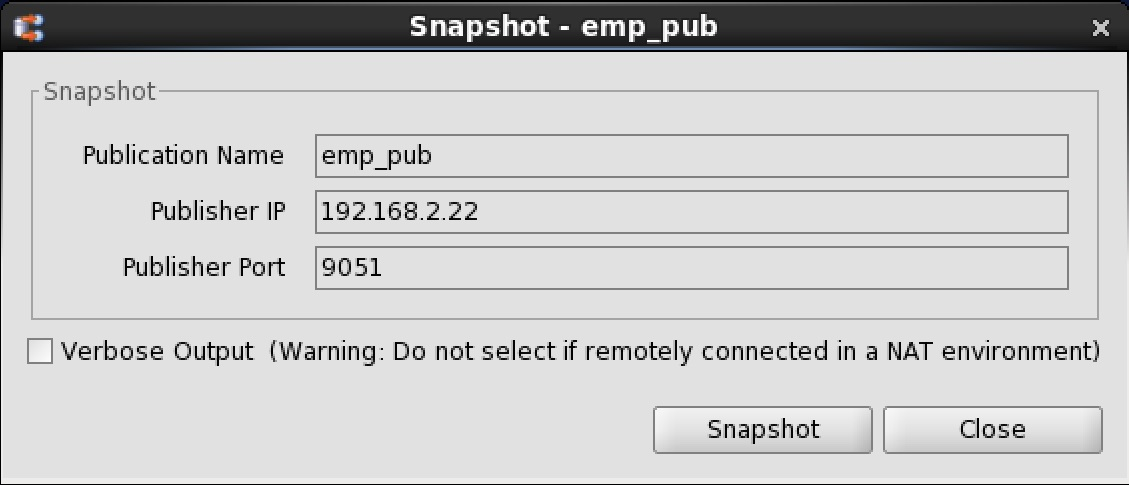 Snapshot - emp_pub
Snapshot
Publication Name emp_pub
Publisher IP 192.168.2.22
Publisher Port 9051
Verbose Output (Warning: Do not select if remotely connected in a NAT environment)
Snapshot Close